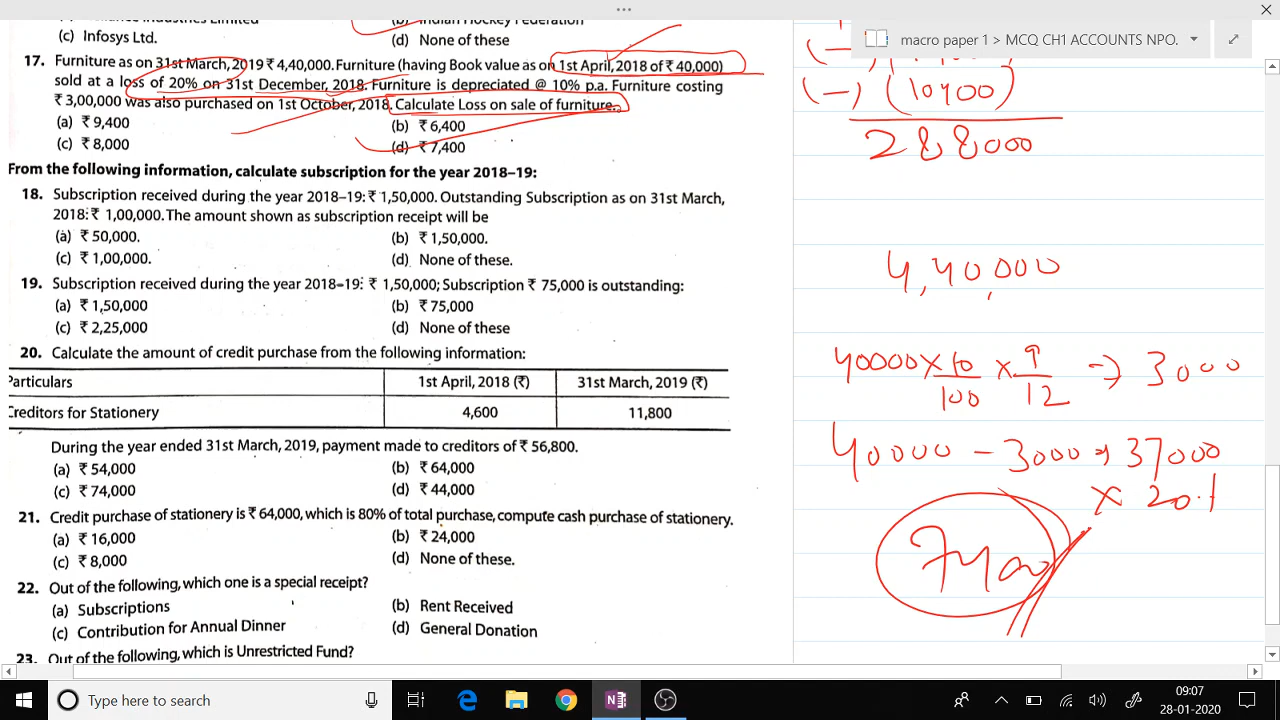 (c) Infosys Ltd.
(d) None of these
macro paper 1 > MCQ CH1 ACCOUNTS NPO.
17. Furniture as on 31st March, 2019 ₹ 4,40,000. Furniture (having Book value as on 1st April, 2018 of ₹ 40,000)
sold at a loss of 20% on 31st December, 2018. Furniture is depreciated @ 10% p.a. Furniture costing
₹ 3,00,000 was also purchased on 1st October, 2018. Calculate Loss on sale of furniture.
(a) ₹ 9,400
(b) ₹ 6,400
(c) ₹ 8,000
(d) ₹ 7,400
From the following information, calculate subscription for the year 2018–19:
18. Subscription received during the year 2018–19: ₹ 1,50,000. Outstanding Subscription as on 31st March,
2018: ₹ 1,00,000. The amount shown as subscription receipt will be
(a) ₹ 50,000.
(b) ₹ 1,50,000.
(c) ₹ 1,00,000.
(d) None of these.
19. Subscription received during the year 2018–19: ₹ 1,50,000; Subscription ₹ 75,000 is outstanding:
(a) ₹ 1,50,000
(b) ₹ 75,000
(c) ₹ 2,25,000
(d) None of these
20. Calculate the amount of credit purchase from the following information:
Particulars 1st April, 2018 (₹) 31st March, 2019 (₹)
Creditors for Stationery 4,600 11,800
During the year ended 31st March, 2019, payment made to creditors of ₹ 56,800.
(a) ₹ 54,000
(b) ₹ 64,000
(c) ₹ 74,000
(d) ₹ 44,000
21. Credit purchase of stationery is ₹ 64,000, which is 80% of total purchase, compute cash purchase of stationery.
(a) ₹ 16,000
(b) ₹ 24,000
(c) ₹ 8,000
(d) None of these.
22. Out of the following, which one is a special receipt?
(a) Subscriptions
(b) Rent Received
(c) Contribution for Annual Dinner
(d) General Donation
23. Out of the following, which is Unrestricted Fund?
(-) (10400)
288000
4,40,000
40000 × 10/100 × 9/12 → 3000
40000 - 3000 → 37000
× 20%
7400
Type here to search
09:07
28-01-2020